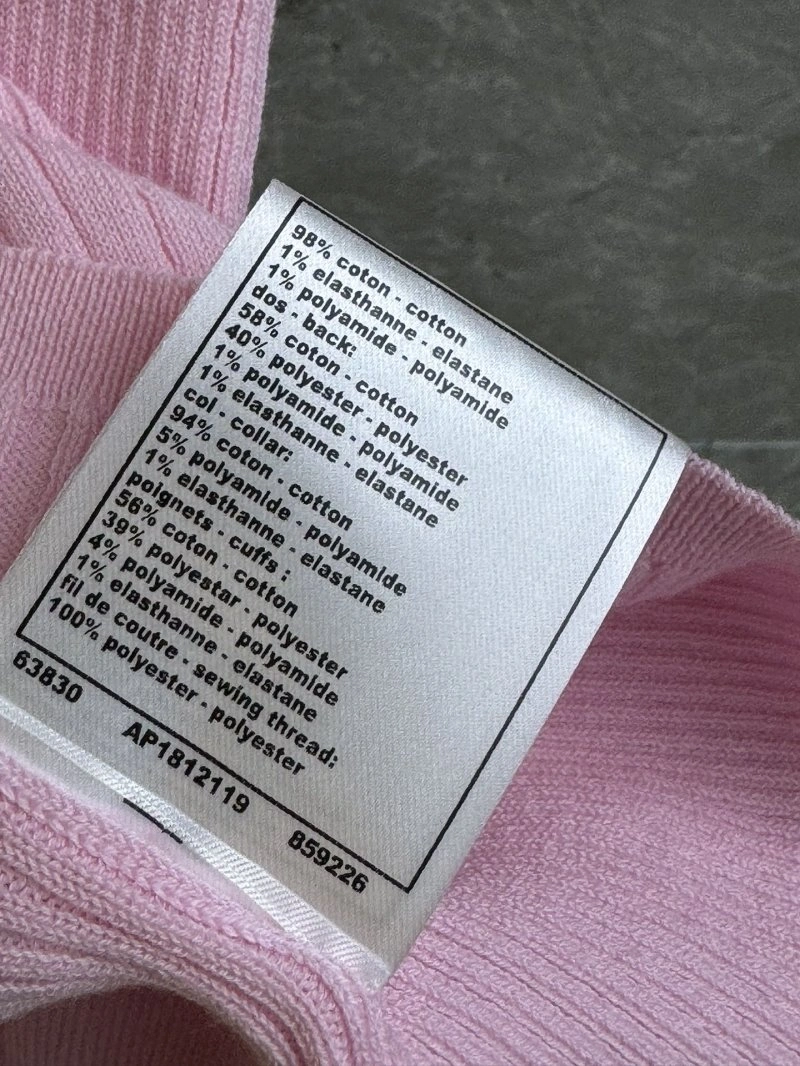 98% coton - cotton
1% elasthanne - elastane
1% polyamide - polyamide
dos - back:
58% coton - cotton
40% polyester - polyester
1% polyamide - polyamide
1% elasthanne - elastane
col - collar:
94% coton - cotton
5% polyamide - polyamide
1% elasthanne - elastane
poignets - cuffs :
56% coton - cotton
39% polyestar - polyester
4% polyamide - polyamide
1% elasthanne - elastane
fil de coutre - sewing thread:
100% polyester - polyester
63830 AP1812119 B59226